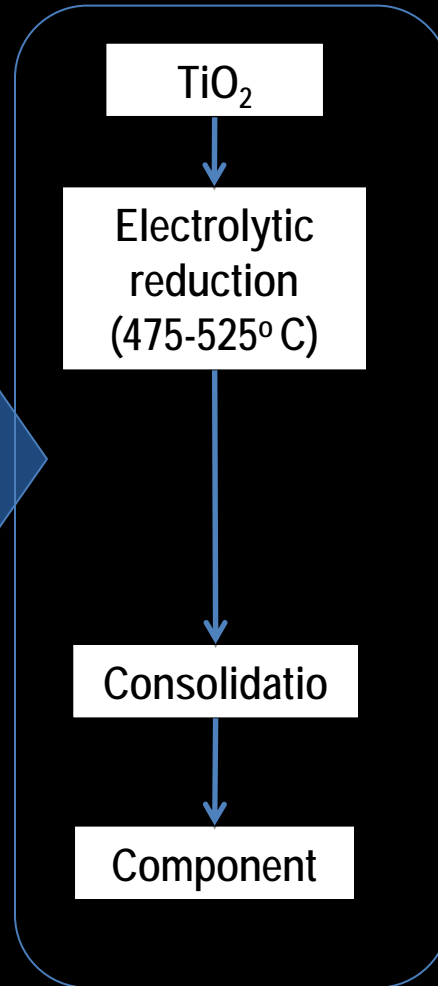 TiO₂
Electrolytic
reduction
(475-525º C)
Consolidatio
Component